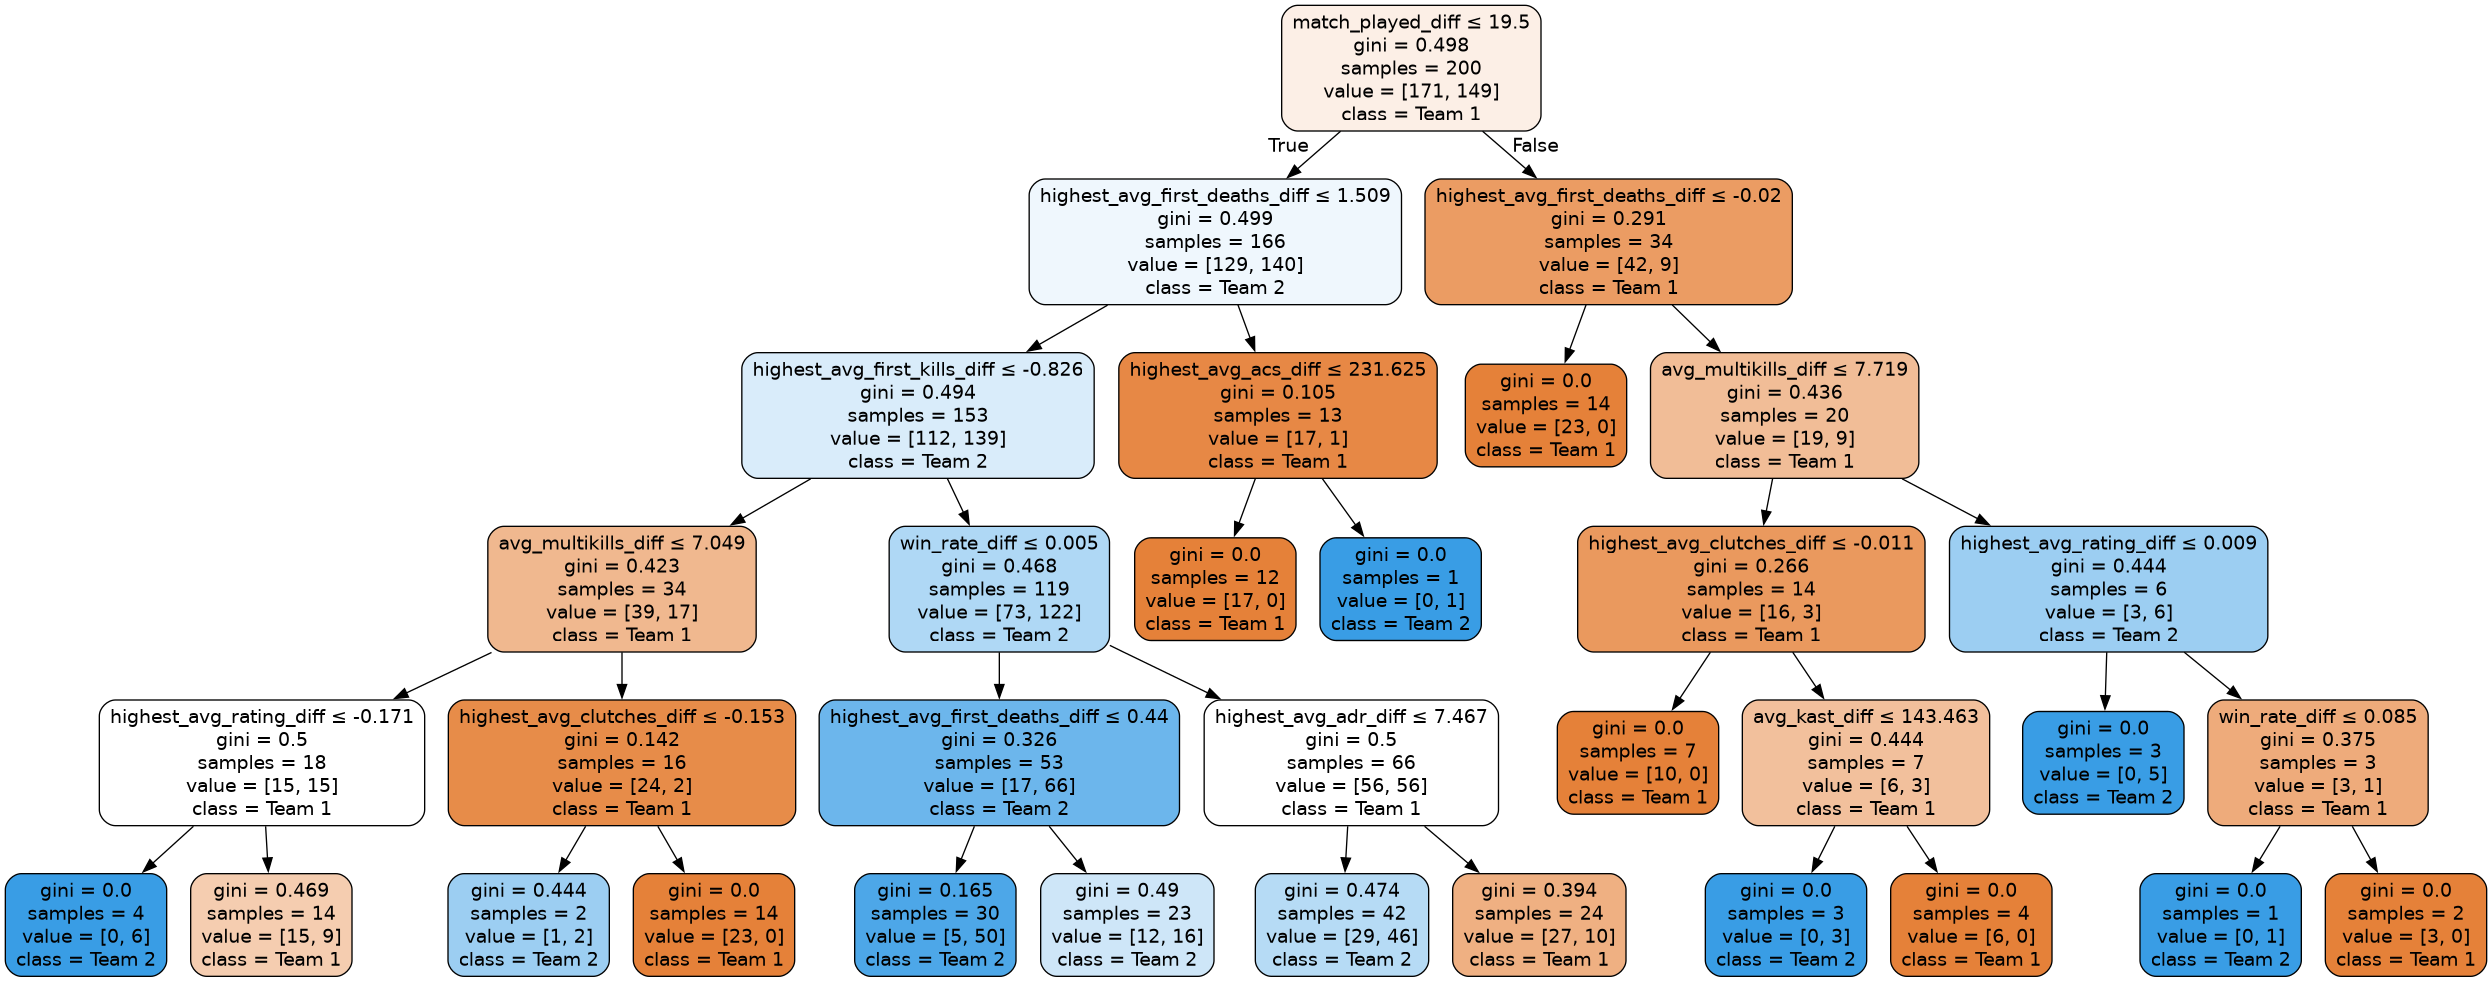 match_played_diff ≤ 19.5
gini = 0.498
samples = 200
value = [171, 149]
class = Team 1
True
False
highest_avg_first_deaths_diff ≤ 1.509
gini = 0.499
samples = 166
value = [129, 140]
class = Team 2
highest_avg_first_deaths_diff ≤ -0.02
gini = 0.291
samples = 34
value = [42, 9]
class = Team 1
highest_avg_first_kills_diff ≤ -0.826
gini = 0.494
samples = 153
value = [112, 139]
class = Team 2
highest_avg_acs_diff ≤ 231.625
gini = 0.105
samples = 13
value = [17, 1]
class = Team 1
gini = 0.0
samples = 14
value = [23, 0]
class = Team 1
avg_multikills_diff ≤ 7.719
gini = 0.436
samples = 20
value = [19, 9]
class = Team 1
avg_multikills_diff ≤ 7.049
gini = 0.423
samples = 34
value = [39, 17]
class = Team 1
win_rate_diff ≤ 0.005
gini = 0.468
samples = 119
value = [73, 122]
class = Team 2
gini = 0.0
samples = 12
value = [17, 0]
class = Team 1
gini = 0.0
samples = 1
value = [0, 1]
class = Team 2
highest_avg_clutches_diff ≤ -0.011
gini = 0.266
samples = 14
value = [16, 3]
class = Team 1
highest_avg_rating_diff ≤ 0.009
gini = 0.444
samples = 6
value = [3, 6]
class = Team 2
highest_avg_rating_diff ≤ -0.171
gini = 0.5
samples = 18
value = [15, 15]
class = Team 1
highest_avg_clutches_diff ≤ -0.153
gini = 0.142
samples = 16
value = [24, 2]
class = Team 1
highest_avg_first_deaths_diff ≤ 0.44
gini = 0.326
samples = 53
value = [17, 66]
class = Team 2
highest_avg_adr_diff ≤ 7.467
gini = 0.5
samples = 66
value = [56, 56]
class = Team 1
gini = 0.0
samples = 7
value = [10, 0]
class = Team 1
avg_kast_diff ≤ 143.463
gini = 0.444
samples = 7
value = [6, 3]
class = Team 1
gini = 0.0
samples = 3
value = [0, 5]
class = Team 2
win_rate_diff ≤ 0.085
gini = 0.375
samples = 3
value = [3, 1]
class = Team 1
gini = 0.0
samples = 4
value = [0, 6]
class = Team 2
gini = 0.469
samples = 14
value = [15, 9]
class = Team 1
gini = 0.444
samples = 2
value = [1, 2]
class = Team 2
gini = 0.0
samples = 14
value = [23, 0]
class = Team 1
gini = 0.165
samples = 30
value = [5, 50]
class = Team 2
gini = 0.49
samples = 23
value = [12, 16]
class = Team 2
gini = 0.474
samples = 42
value = [29, 46]
class = Team 2
gini = 0.394
samples = 24
value = [27, 10]
class = Team 1
gini = 0.0
samples = 3
value = [0, 3]
class = Team 2
gini = 0.0
samples = 4
value = [6, 0]
class = Team 1
gini = 0.0
samples = 1
value = [0, 1]
class = Team 2
gini = 0.0
samples = 2
value = [3, 0]
class = Team 1